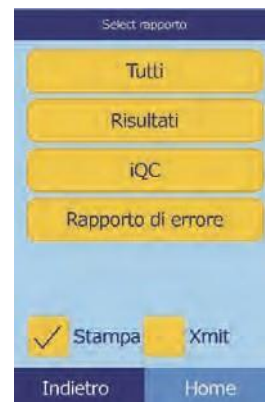 Select rapporto
Tutti
Risultati
iQC
Rapporto di errore
Stampa Xmit
Indietro Home